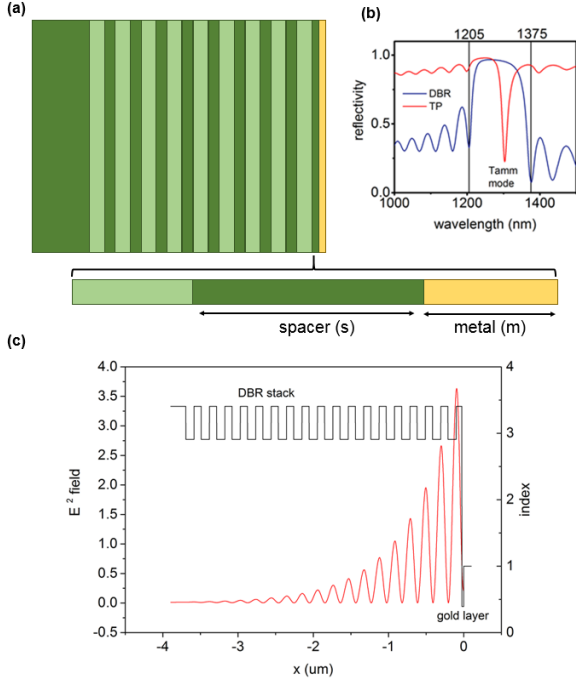 (a)
(b)
1205 1375
1.0
0.5
0.0
reflectivity
DBR
TP
Tamm
mode
1000 1200 1400
wavelength (nm)
spacer (s) metal (m)
(c)
4.0
3.5
3.0
2.5
2.0
1.5
1.0
0.5
0.0
-0.5
E 2 field
DBR stack
gold layer
4
3
2
1
0
index
-4 -3 -2 -1 0
x (um)